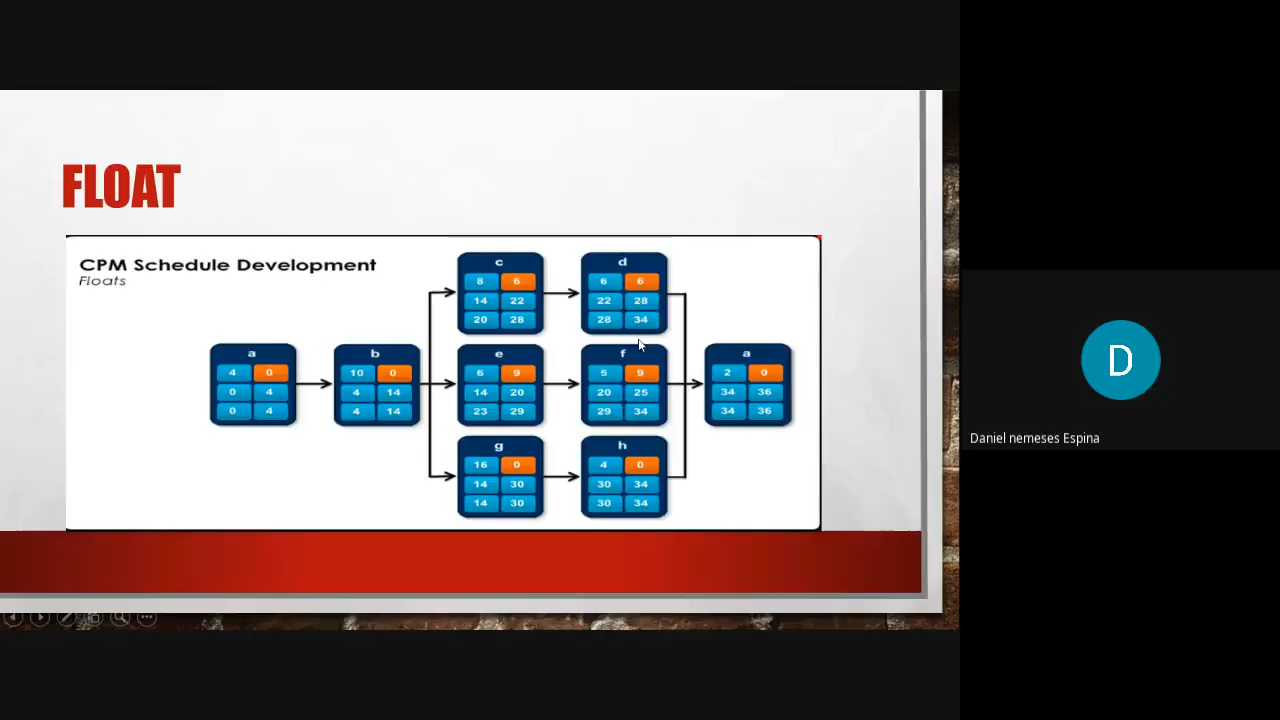 FLOAT
CPM Schedule Development
Floats
a
4 0
0 4
0 4
b
10 0
4 14
4 14
c
8 6
14 22
20 28
d
6 6
22 28
28 34
e
6 9
14 20
23 29
f
5 9
20 25
29 34
g
16 0
14 30
14 30
h
4 0
30 34
30 34
a
2 0
34 36
34 36
D
Daniel nemeses Espina